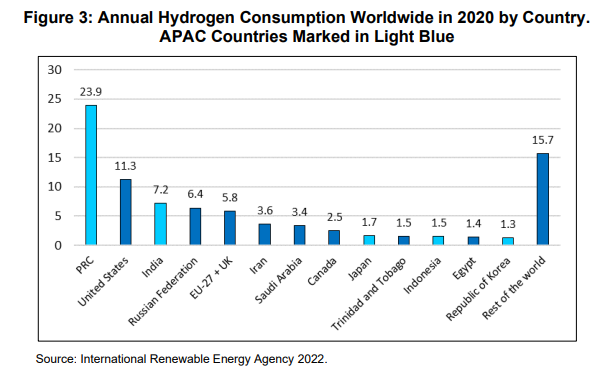 Figure 3: Annual Hydrogen Consumption Worldwide in 2020 by Country.
APAC Countries Marked in Light Blue
30
25
20
15
10
5
0
23.9
11.3
7.2
6.4
5.8
3.6
3.4
2.5
1.7
1.5
1.5
1.4
1.3
15.7
PRC
United States
India
Russian Federation
EU-27 + UK
Iran
Saudi Arabia
Canada
Japan
Trinidad and Tobago
Indonesia
Egypt
Republic of Korea
Rest of the world
Source: International Renewable Energy Agency 2022.